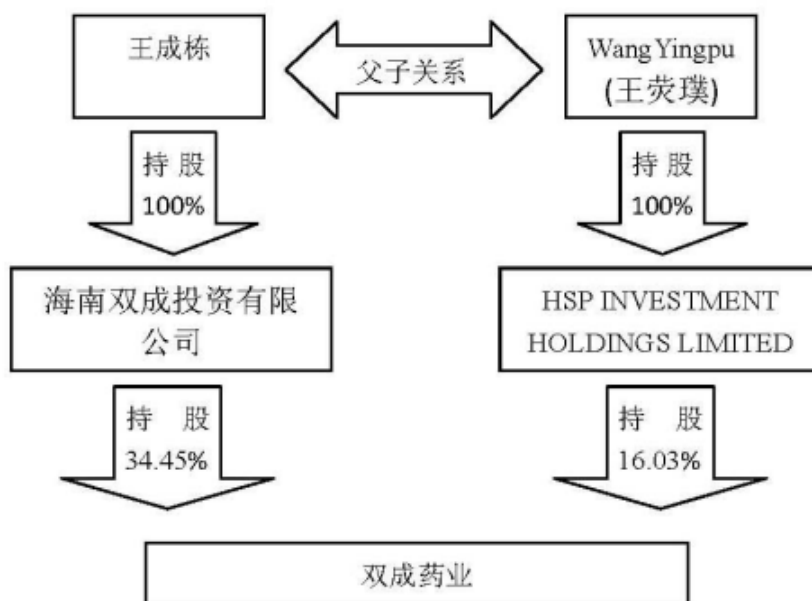 王成栋
父子关系
Wang Yingpu
(王荧璞)
持 股
100%
持 股
100%
海南双成投资有限
公司
HSP INVESTMENT
HOLDINGS LIMITED
持 股
34.45%
持 股
16.03%
双成药业